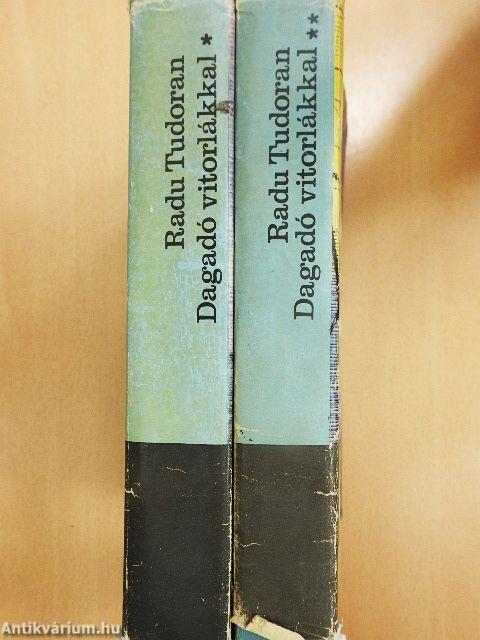 Radu Tudoran
Dagadó vitorlákkal *
Radu Tudoran
Dagadó vitorlákkal **
Antikvárium.hu